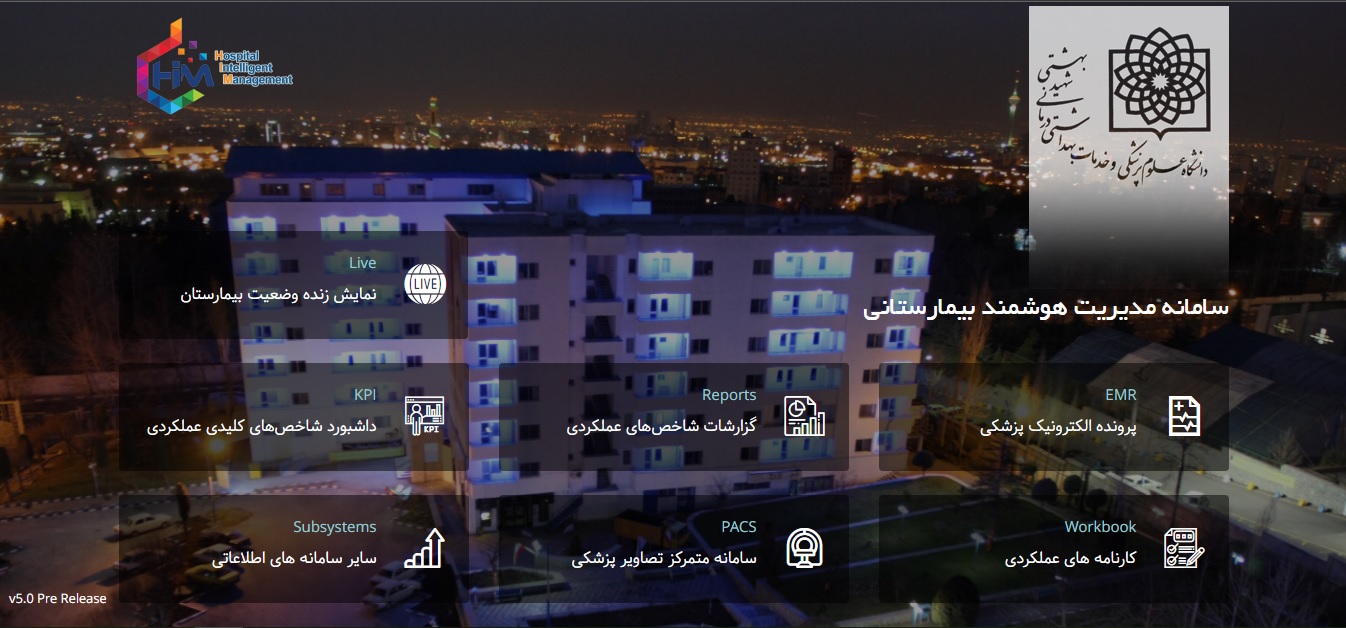 Hospital
Intelligent
Management
HIM
بهشتی
شهید
درمانی
بهداشتی
دانشگاه علوم پزشکی و خدمات
سامانه مدیریت هوشمند بیمارستانی
Live
نمایش زنده وضعیت بیمارستان
LIVE
EMR
پرونده الکترونیک پزشکی
Reports
گزارشات شاخص‌های عملکردی
KPI
داشبورد شاخص‌های کلیدی عملکردی
KPI
Workbook
کارنامه های عملکردی
PACS
سامانه متمرکز تصاویر پزشکی
Subsystems
سایر سامانه های اطلاعاتی
v5.0 Pre Release